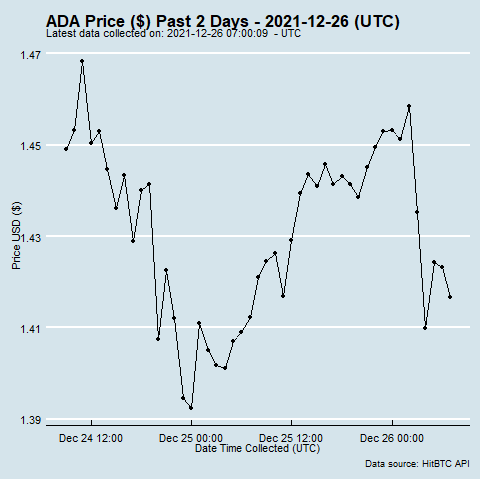 ADA Price ($) Past 2 Days - 2021-12-26 (UTC)
Latest data collected on: 2021-12-26 07:00:09 - UTC
1.47
1.45
1.43
1.41
1.39
Price USD ($)
Dec 24 12:00
Dec 25 00:00
Dec 25 12:00
Dec 26 00:00
Date Time Collected (UTC)
Data source: HitBTC API